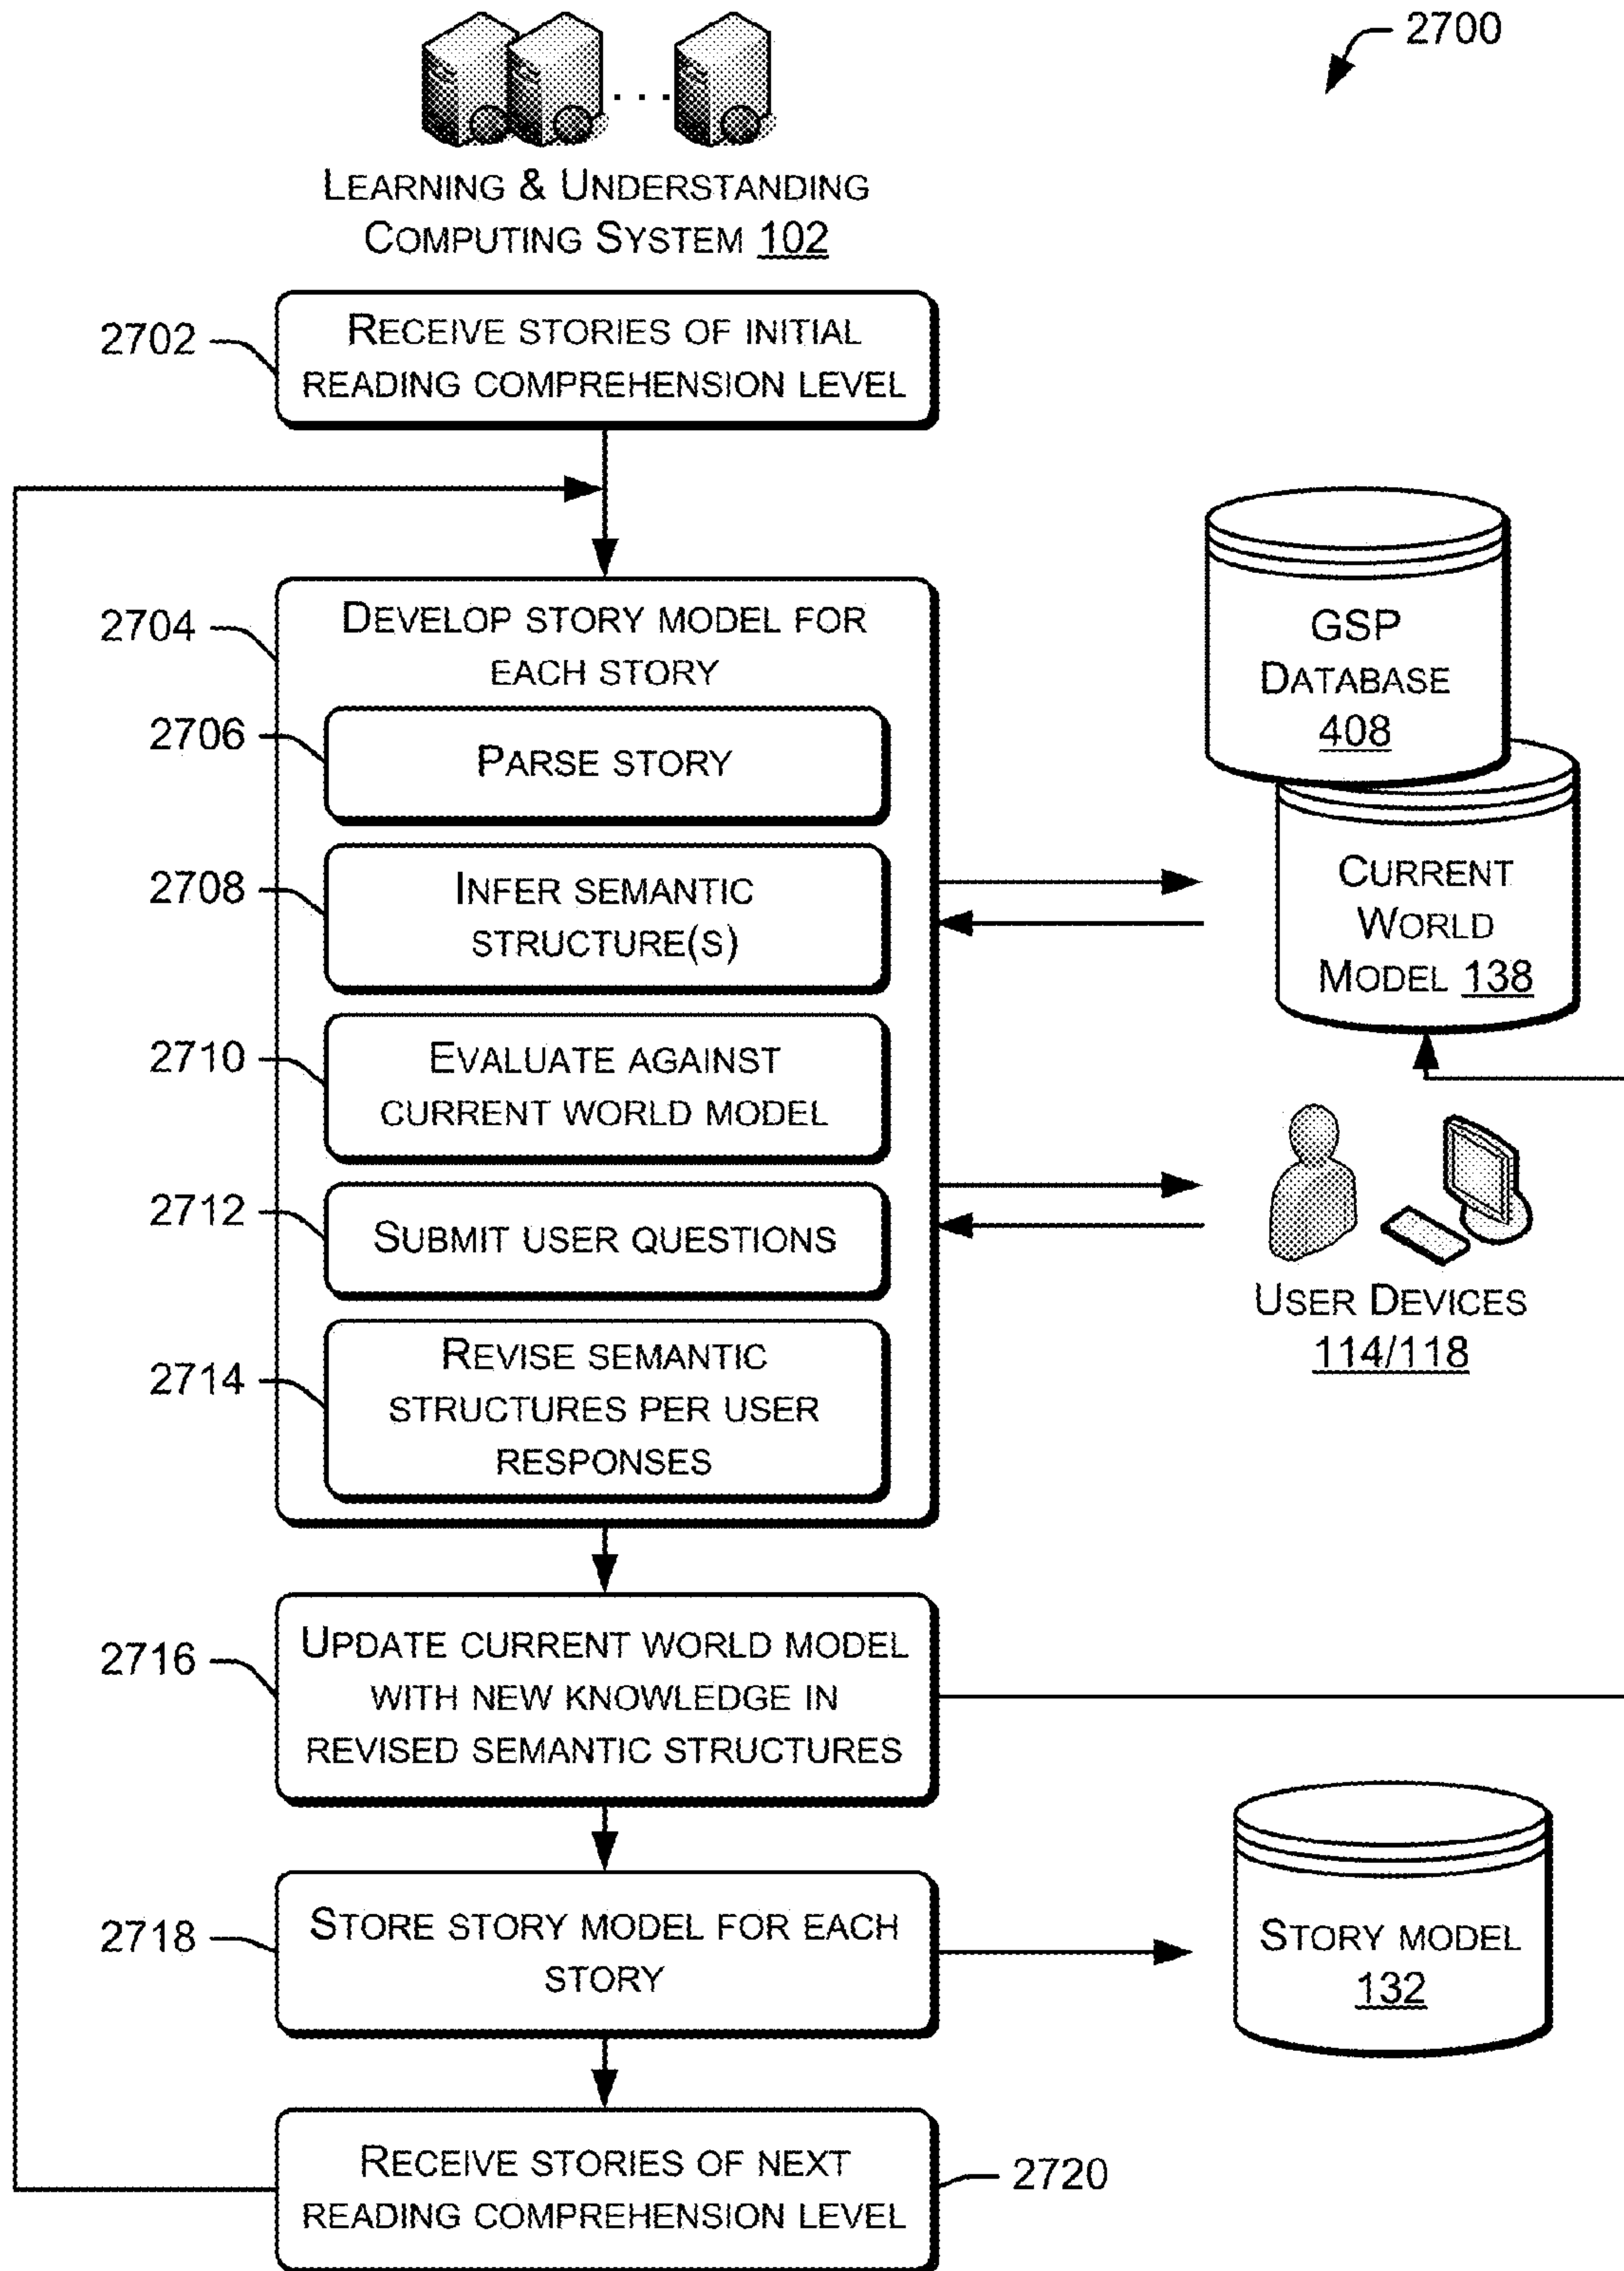 2700
LEARNING & UNDERSTANDING
COMPUTING SYSTEM 102
2702
RECEIVE STORIES OF INITIAL
READING COMPREHENSION LEVEL
2704
DEVELOP STORY MODEL FOR
EACH STORY
2706
PARSE STORY
2708
INFER SEMANTIC
STRUCTURE(S)
2710
EVALUATE AGAINST
CURRENT WORLD MODEL
2712
SUBMIT USER QUESTIONS
2714
REVISE SEMANTIC
STRUCTURES PER USER
RESPONSES
GSP
DATABASE
408
CURRENT
WORLD
MODEL 138
USER DEVICES
114/118
2716
UPDATE CURRENT WORLD MODEL
WITH NEW KNOWLEDGE IN
REVISED SEMANTIC STRUCTURES
2718
STORE STORY MODEL FOR EACH
STORY
STORY MODEL
132
RECEIVE STORIES OF NEXT
READING COMPREHENSION LEVEL
2720